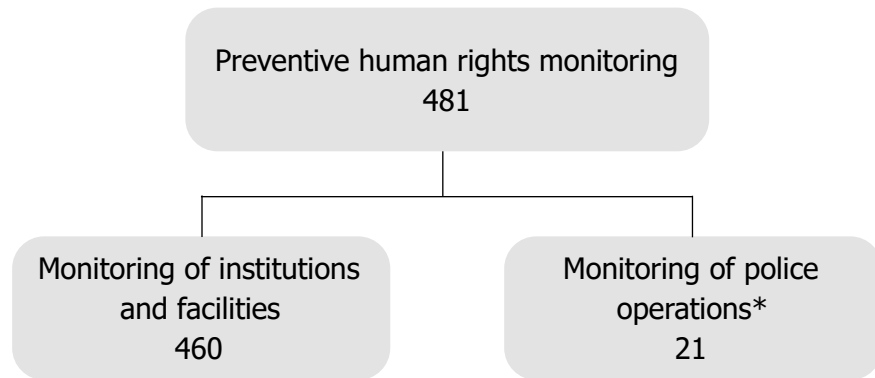 Preventive human rights monitoring
481
Monitoring of institutions
and facilities
460
Monitoring of police
operations*
21